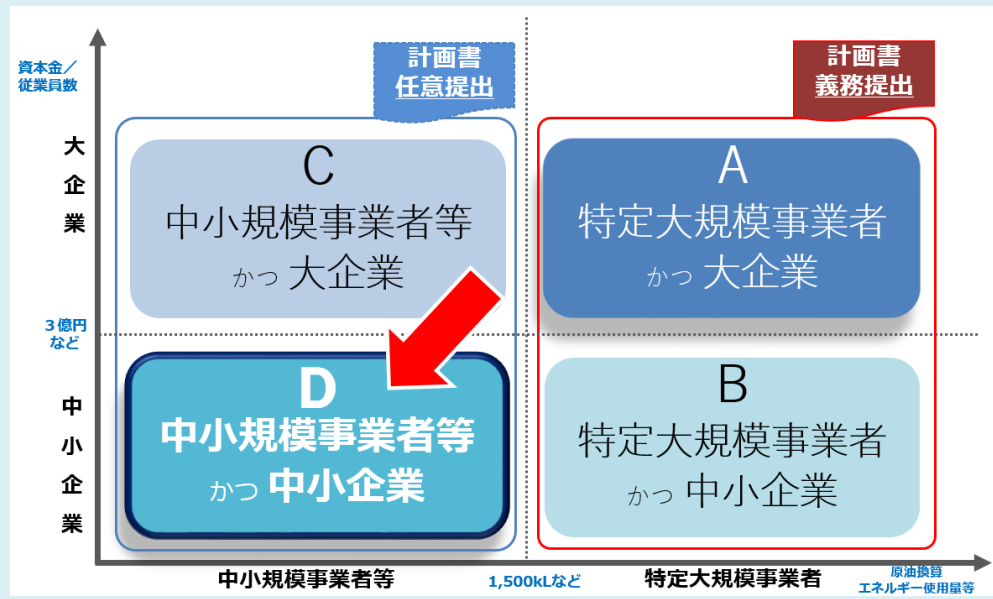 資本金／
従業員数
計画書
任意提出
計画書
義務提出
大
企
業
C
中小規模事業者等
かつ 大企業
A
特定大規模事業者
かつ 大企業
３億円
など
中
小
企
業
D
中小規模事業者等
かつ 中小企業
B
特定大規模事業者
かつ 中小企業
中小規模事業者等
1,500kLなど
特定大規模事業者
原油換算
エネルギー使用量等